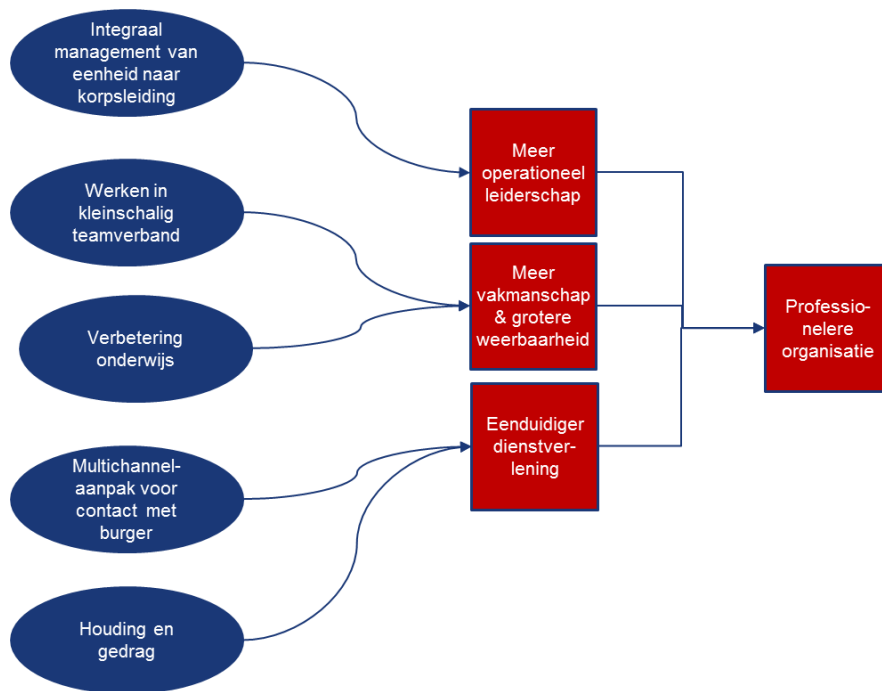 Integraal
management van
eenheid naar
korpsleiding
Meer
operationeel
leiderschap
Werken in
kleinschalig
teamverband
Meer
vakmanschap
& grotere
weerbaarheid
Professio-
nelere
organisatie
Verbetering
onderwijs
Eenduidiger
dienstver-
lening
Multichannel-
aanpak voor
contact met
burger
Houding en
gedrag